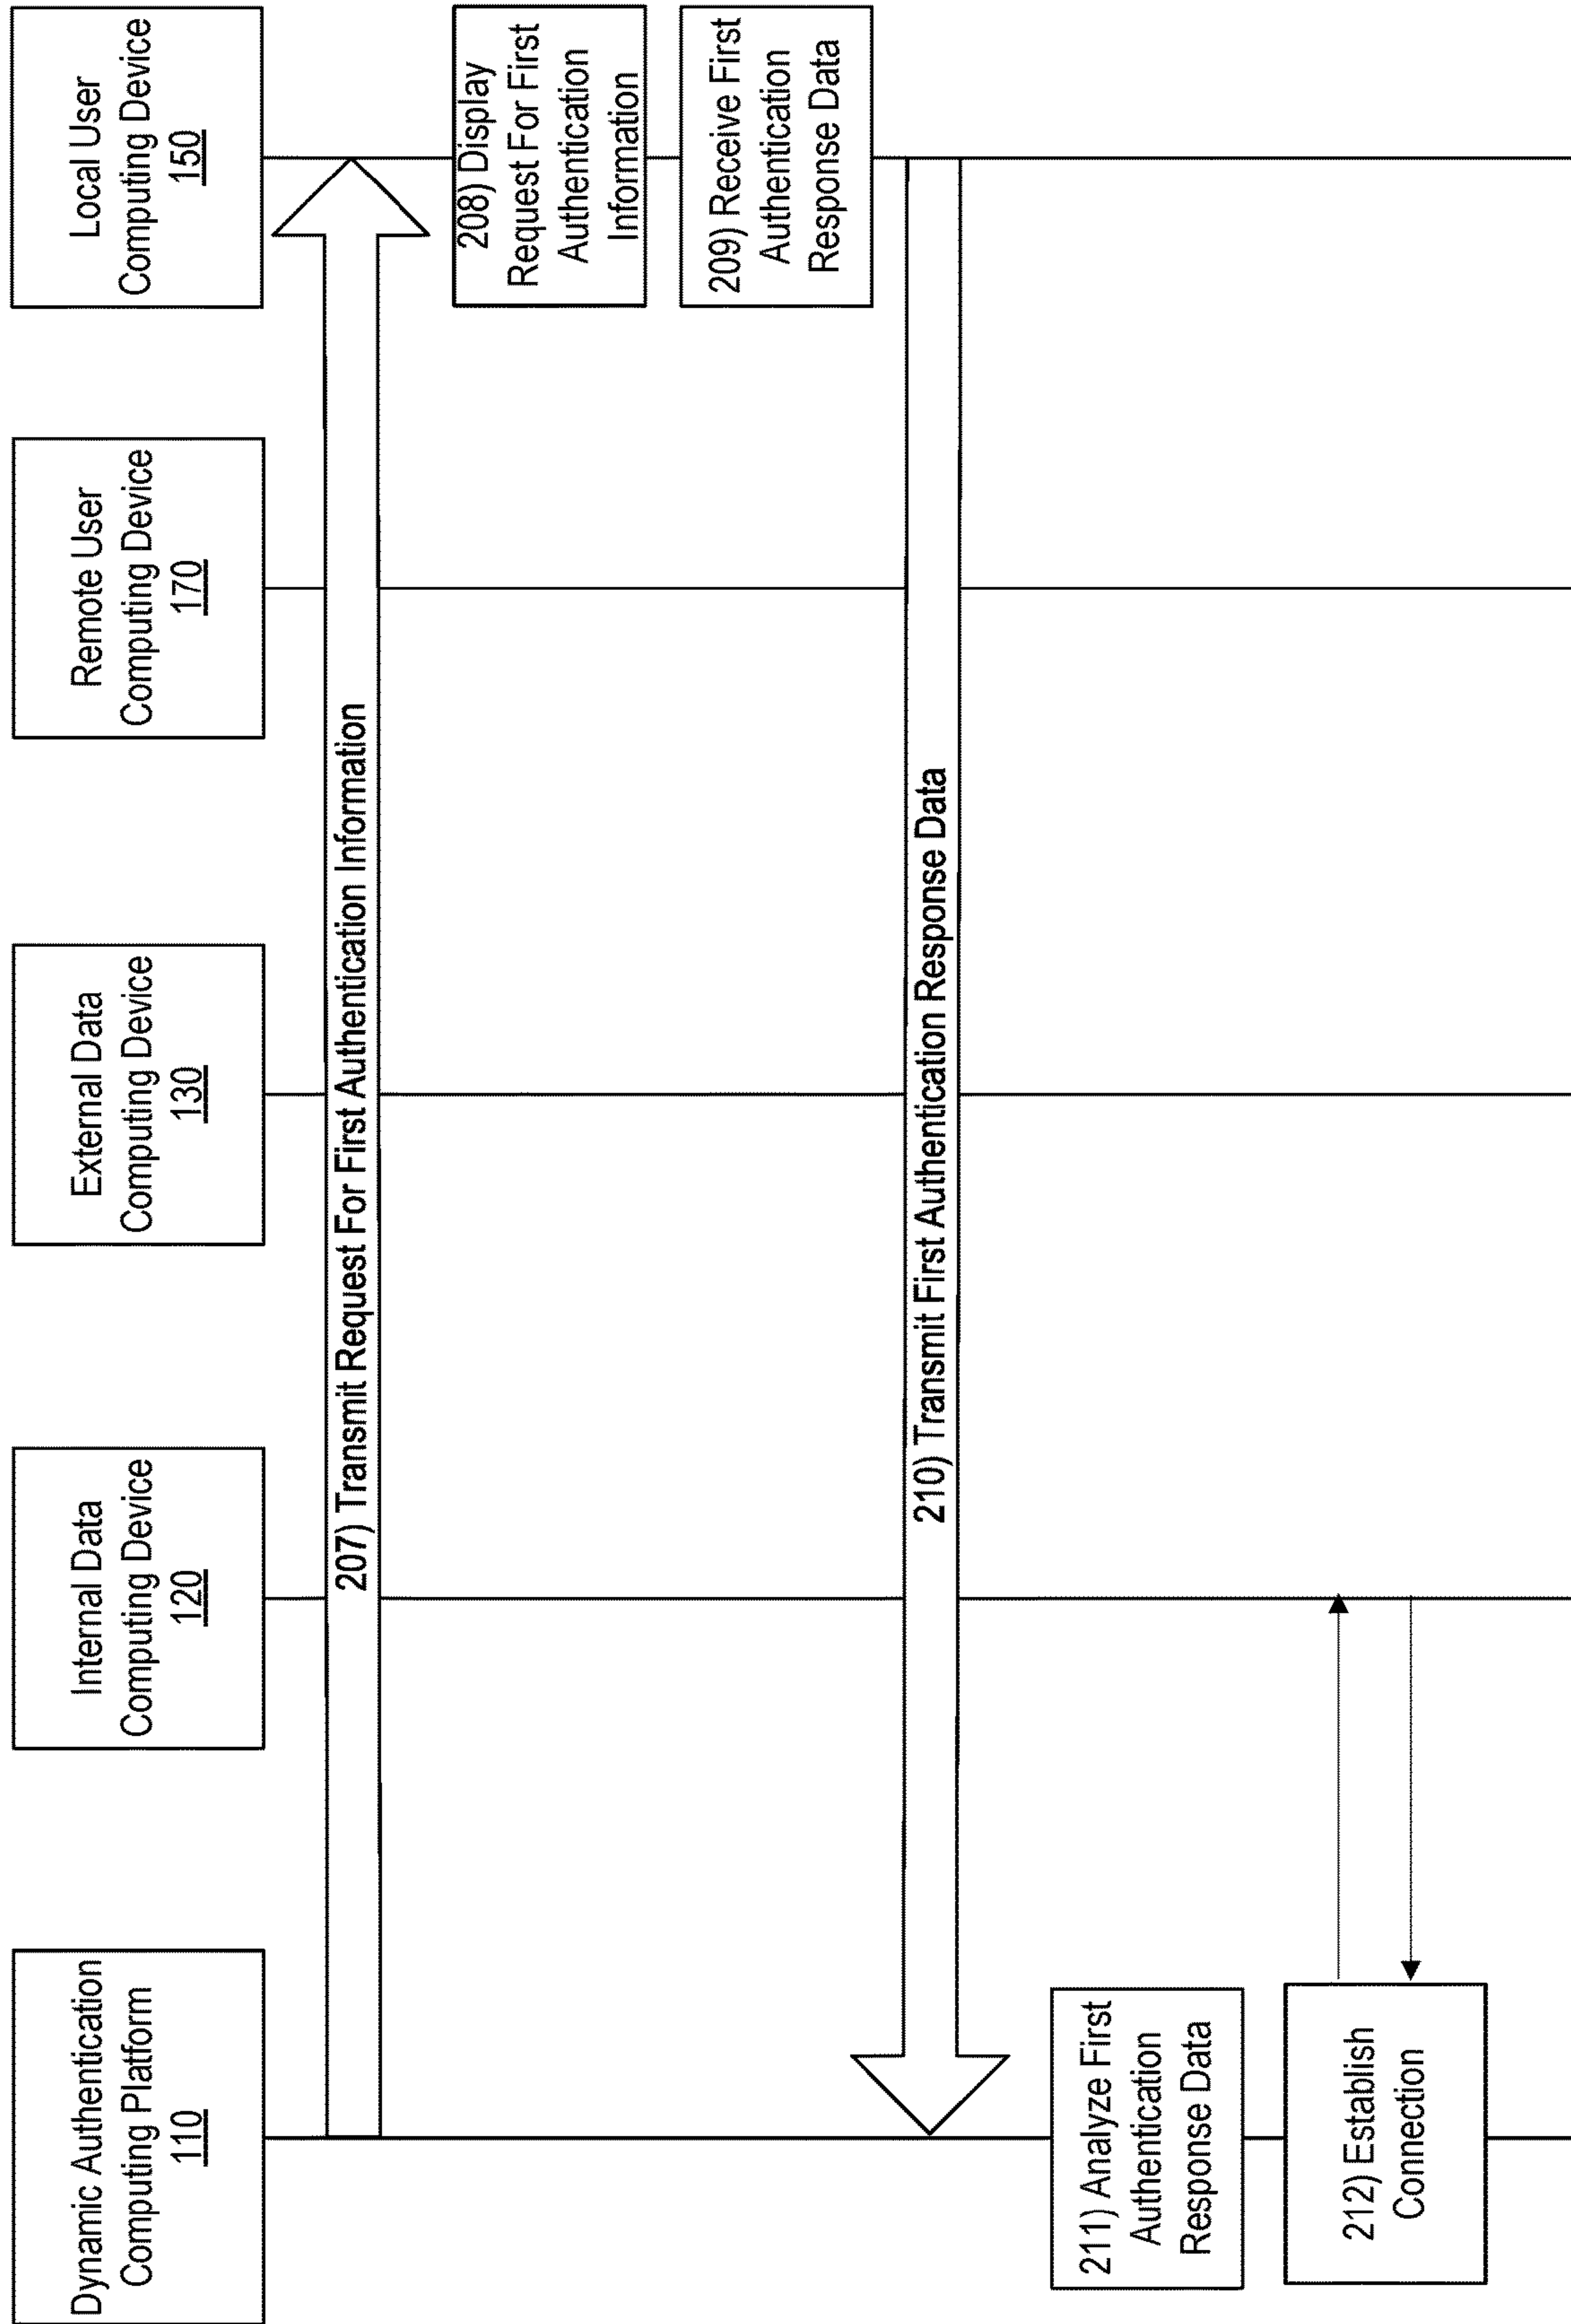 Dynamic Authentication
Computing Platform
110
Internal Data
Computing Device
120
External Data
Computing Device
130
Remote User
Computing Device
170
Local User
Computing Device
150
207) Transmit Request For First Authentication Information
208) Display
Request For First
Authentication
Information
209) Receive First
Authentication
Response Data
210) Transmit First Authentication Response Data
211) Analyze First
Authentication
Response Data
212) Establish
Connection